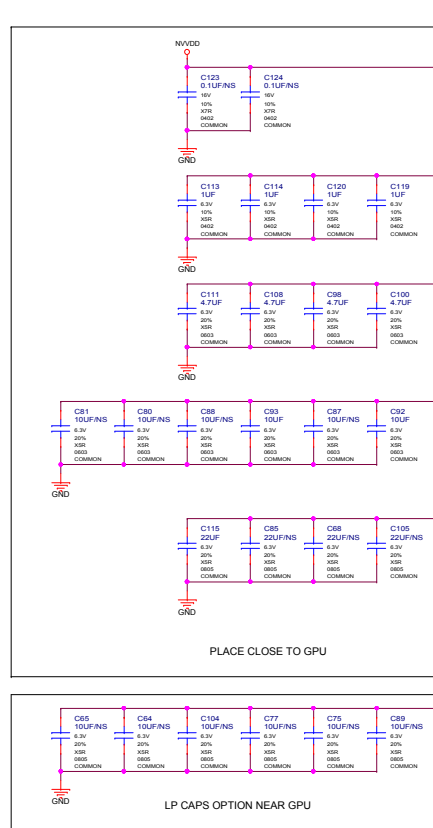 NVVDD
C123 C124
0.1UF/NS 0.1UF/NS
16V 16V
10% 10%
X7R X7R
0402 0402
COMMON COMMON
GND
C113 C114 C120 C119
1UF 1UF 1UF 1UF
6.3V 6.3V 6.3V 6.3V
10% 10% 10% 10%
X5R X5R X5R X5R
0402 0402 0402 0402
COMMON COMMON COMMON COMMON
GND
C111 C108 C98 C100
4.7UF 4.7UF 4.7UF 4.7UF
6.3V 6.3V 6.3V 6.3V
20% 20% 20% 20%
X5R X5R X5R X5R
0603 0603 0603 0603
COMMON COMMON COMMON COMMON
GND
C81 C80 C88 C93 C87 C92
10UF/NS 10UF/NS 10UF/NS 10UF 10UF/NS 10UF
6.3V 6.3V 6.3V 6.3V 6.3V 6.3V
20% 20% 20% 20% 20% 20%
X5R X5R X5R X5R X5R X5R
0603 0603 0603 0603 0603 0603
COMMON COMMON COMMON COMMON COMMON COMMON
GND
C115 C85 C68 C105
22UF 22UF/NS 22UF/NS 22UF/NS
6.3V 6.3V 6.3V 6.3V
20% 20% 20% 20%
X5R X5R X5R X5R
0805 0805 0805 0805
COMMON COMMON COMMON COMMON
GND
PLACE CLOSE TO GPU
C65 C64 C104 C77 C75 C89
10UF/NS 10UF/NS 10UF/NS 10UF/NS 10UF/NS 10UF/NS
6.3V 6.3V 6.3V 6.3V 6.3V 6.3V
20% 20% 20% 20% 20% 20%
X5R X5R X5R X5R X5R X5R
0805 0805 0805 0805 0805 0805
COMMON COMMON COMMON COMMON COMMON COMMON
GND
LP CAPS OPTION NEAR GPU